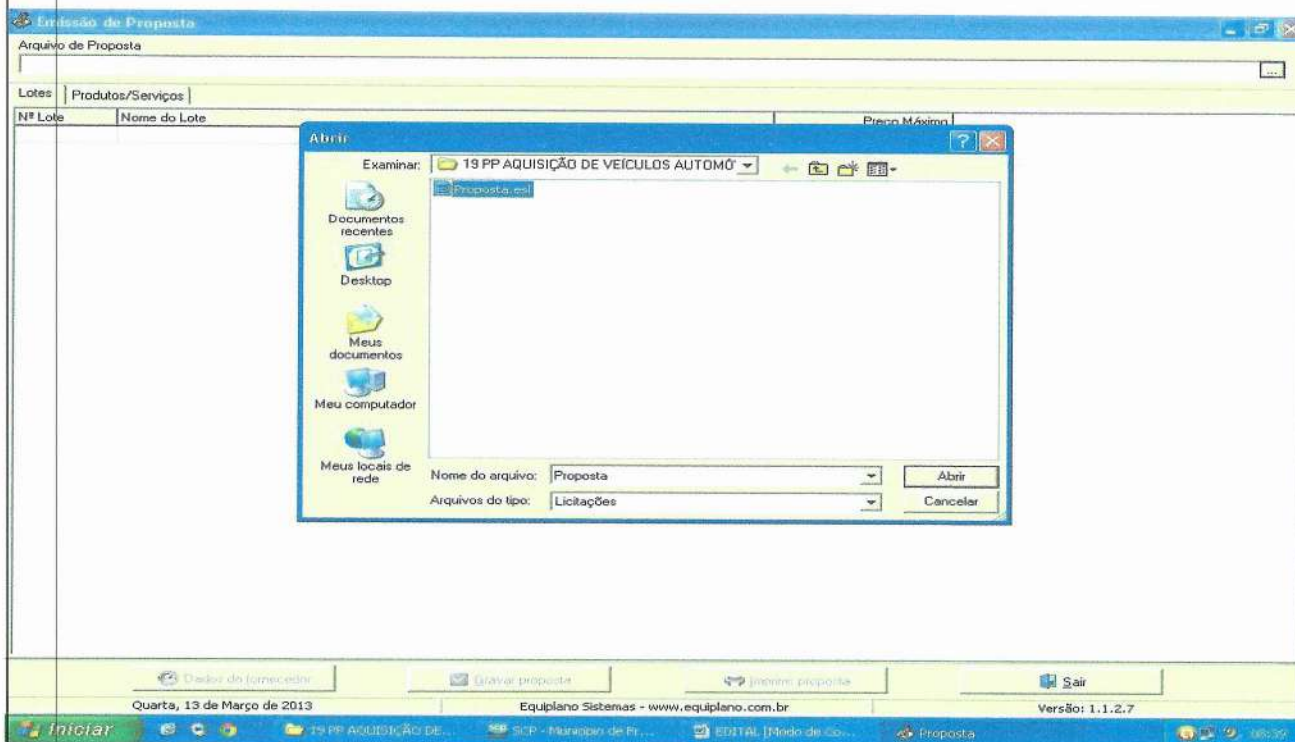 Emissão de Proposta
Arquivo de Proposta
...
Lotes Produtos/Serviços
Nº Lote Nome do Lote Preço Máximo
Abrir
Examinar: 19 PP AQUISIÇÃO DE VEÍCULOS AUTOMÓ
Proposta.esl
Documentos
recentes
Desktop
Meus
documentos
Meu computador
Meus locais de
rede
Nome do arquivo: Proposta Abrir
Arquivos do tipo: Licitações Cancelar
Dados do fornecedor Gravar proposta Imprimir proposta Sair
Quarta, 13 de Março de 2013 Equiplano Sistemas - www.equiplano.com.br Versão: 1.1.2.7
Iniciar 19 PP AQUISIÇÃO DE... SCP - Município de Fr... EDITAL [Modo de Co... Proposta 08:39